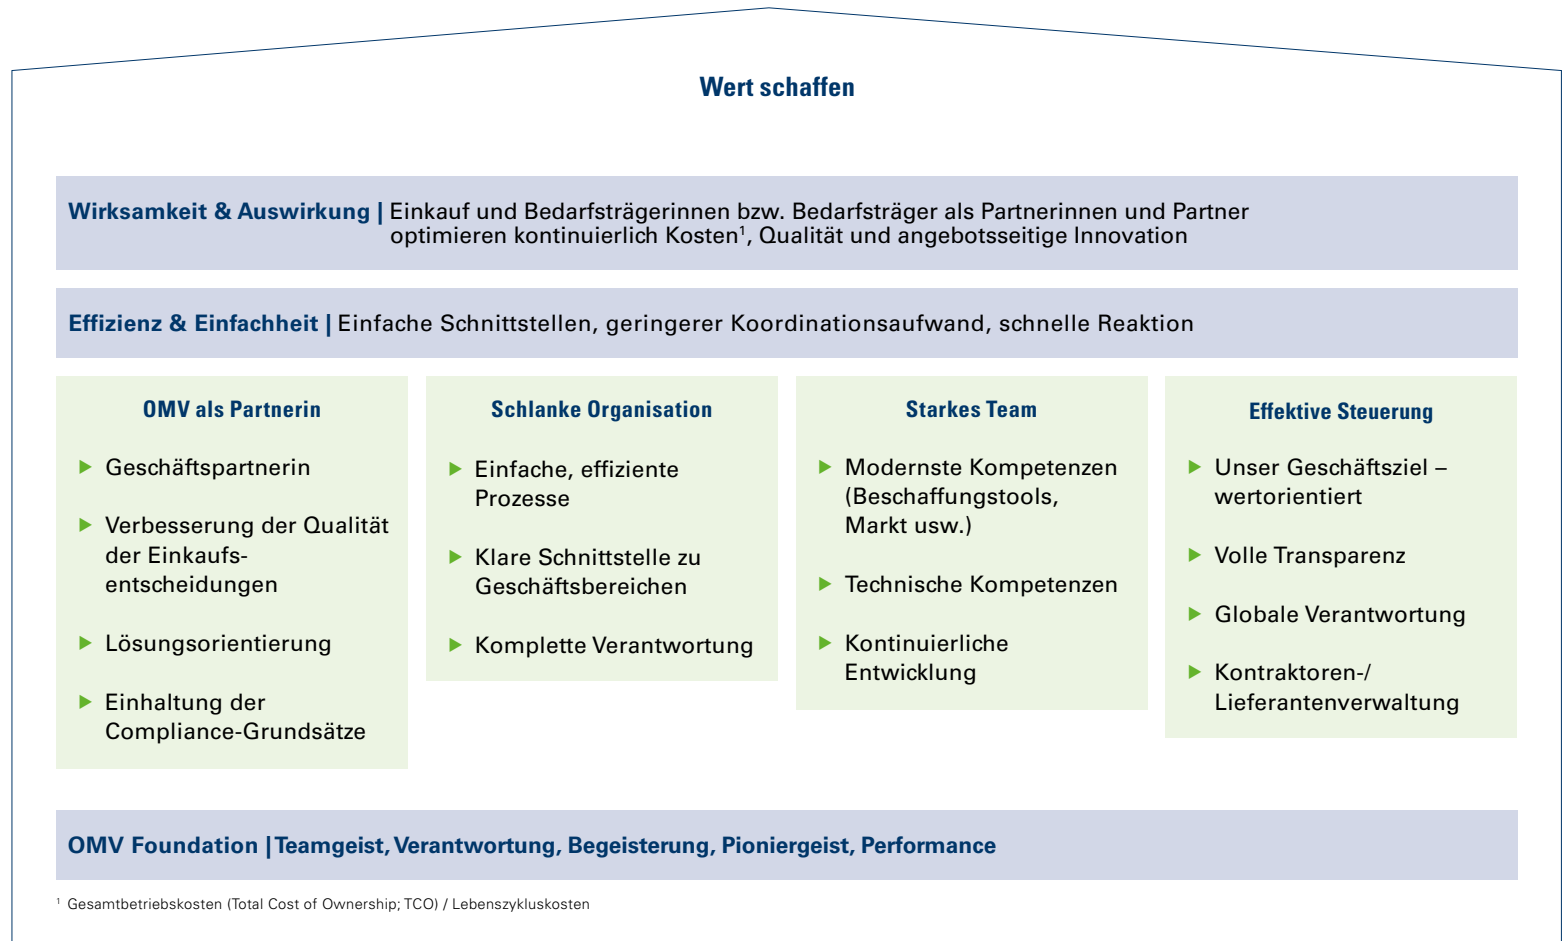 Wert schaffen
Wirksamkeit & Auswirkung | Einkauf und Bedarfsträgerinnen bzw. Bedarfsträger als Partnerinnen und Partner
optimieren kontinuierlich Kosten¹, Qualität und angebotsseitige Innovation
Effizienz & Einfachheit | Einfache Schnittstellen, geringerer Koordinationsaufwand, schnelle Reaktion
OMV als Partnerin
▶ Geschäftspartnerin
▶ Verbesserung der Qualität
der Einkaufs-
entscheidungen
▶ Lösungsorientierung
▶ Einhaltung der
Compliance-Grundsätze
Schlanke Organisation
▶ Einfache, effiziente
Prozesse
▶ Klare Schnittstelle zu
Geschäftsbereichen
▶ Komplette Verantwortung
Starkes Team
▶ Modernste Kompetenzen
(Beschaffungstools,
Markt usw.)
▶ Technische Kompetenzen
▶ Kontinuierliche
Entwicklung
Effektive Steuerung
▶ Unser Geschäftsziel –
wertorientiert
▶ Volle Transparenz
▶ Globale Verantwortung
▶ Kontraktoren-/
Lieferantenverwaltung
OMV Foundation | Teamgeist, Verantwortung, Begeisterung, Pioniergeist, Performance
¹ Gesamtbetriebskosten (Total Cost of Ownership; TCO) / Lebenszykluskosten